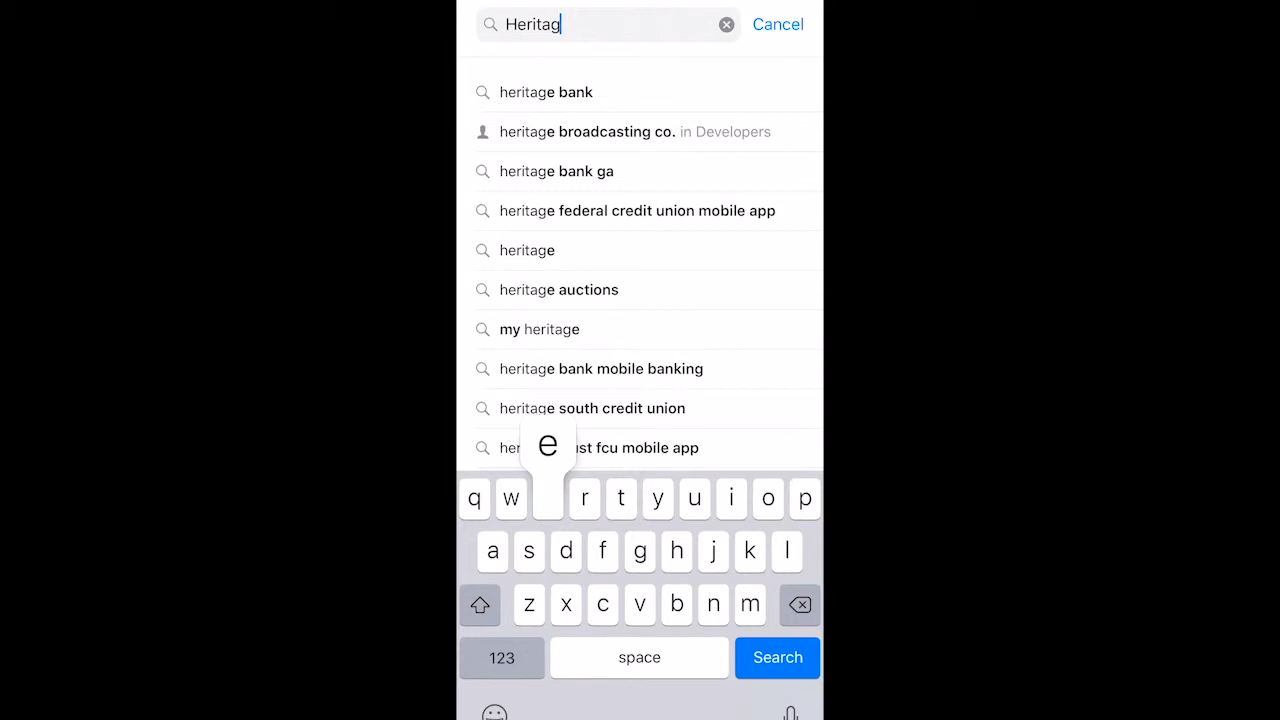 Heritag Cancel
heritage bank
heritage broadcasting co. in Developers
heritage bank ga
heritage federal credit union mobile app
heritage
heritage auctions
my heritage
heritage bank mobile banking
heritage south credit union
her st fcu mobile app
e
q w r t y u i o p
a s d f g h j k l
z x c v b n m
123 space Search